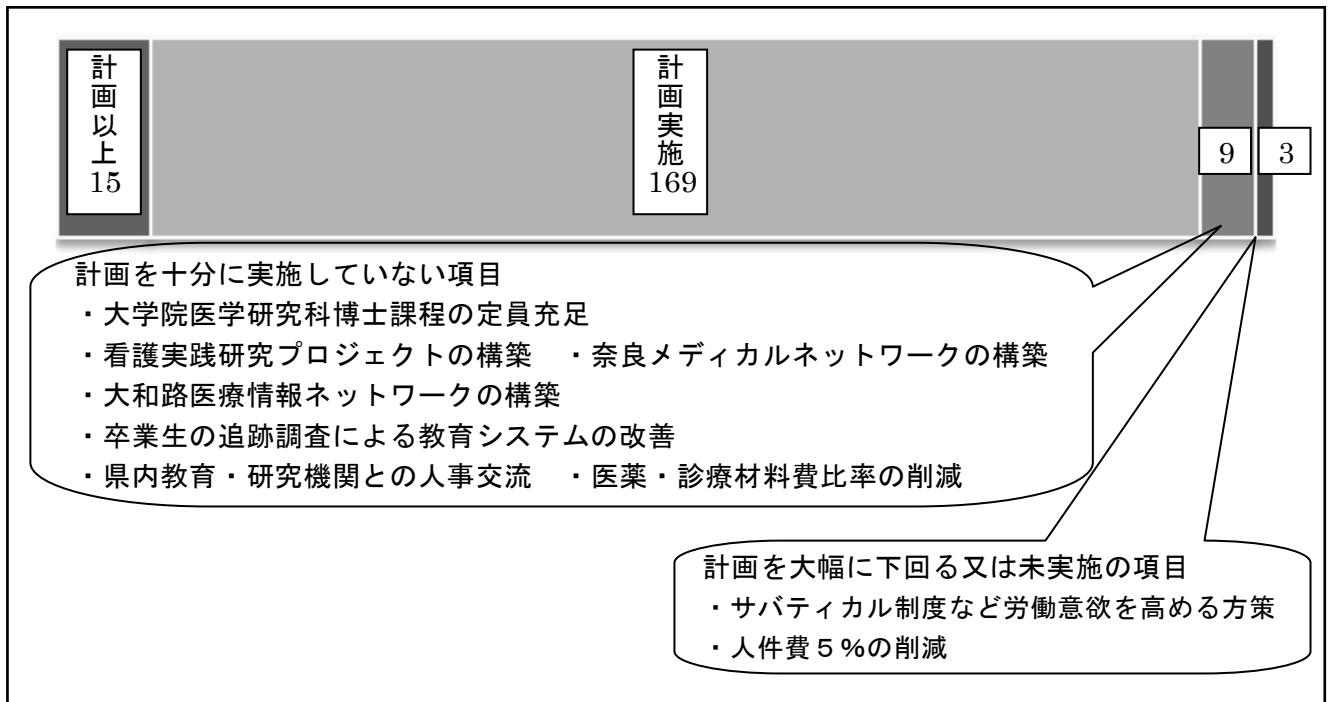 計画以上
15
計画実施
169
9
3
計画を十分に実施していない項目
・大学院医学研究科博士課程の定員充足
・看護実践研究プロジェクトの構築　・奈良メディカルネットワークの構築
・大和路医療情報ネットワークの構築
・卒業生の追跡調査による教育システムの改善
・県内教育・研究機関との人事交流　・医薬・診療材料費比率の削減
計画を大幅に下回る又は未実施の項目
・サバティカル制度など労働意欲を高める方策
・人件費５％の削減